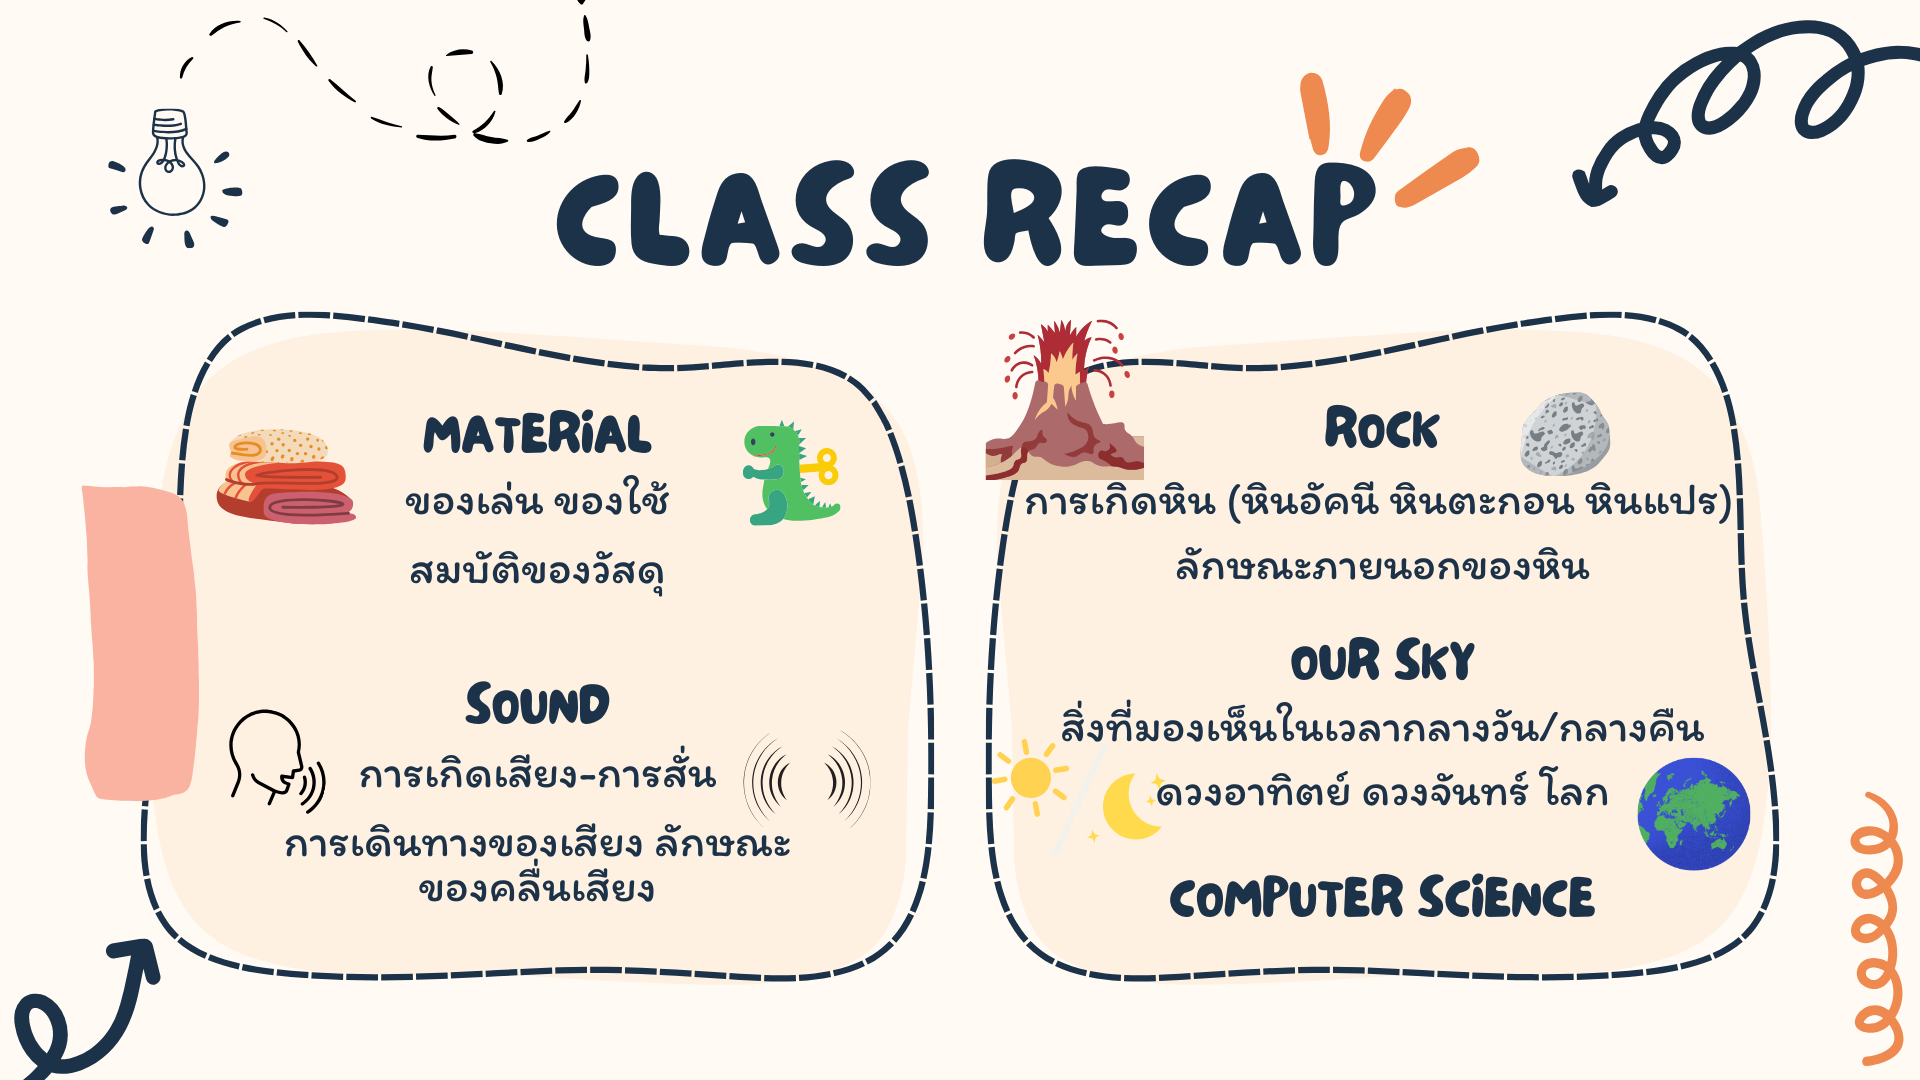 CLASS RECAP
MATERIAL
ของเล่น ของใช้
สมบัติของวัสดุ
SOUND
การเกิดเสียง-การสั่น
การเดินทางของเสียง ลักษณะ
ของคลื่นเสียง
ROCK
การเกิดหิน (หินอัคนี หินตะกอน หินแปร)
ลักษณะภายนอกของหิน
OUR SKY
สิ่งที่มองเห็นในเวลากลางวัน/กลางคืน
ดวงอาทิตย์ ดวงจันทร์ โลก
COMPUTER SCIENCE